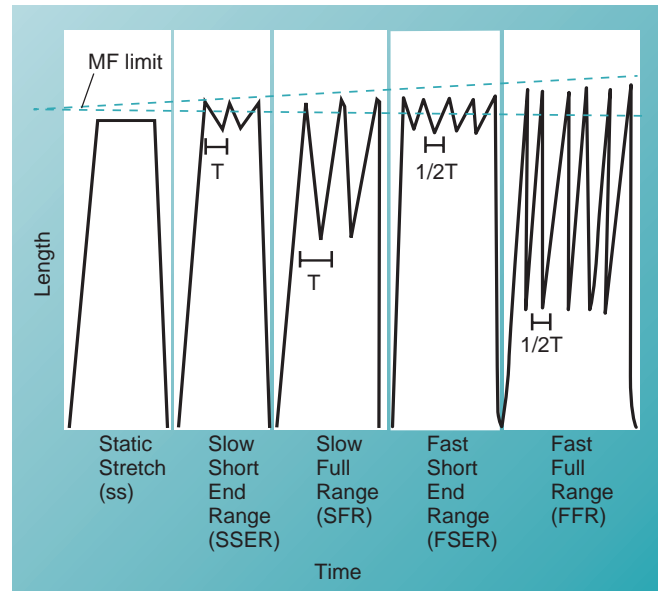 MF limit
T
T
1/2T
1/2T
Length
Static
Stretch
(ss)
Slow
Short
End
Range
(SSER)
Slow
Full
Range
(SFR)
Fast
Short
End
Range
(FSER)
Fast
Full
Range
(FFR)
Time